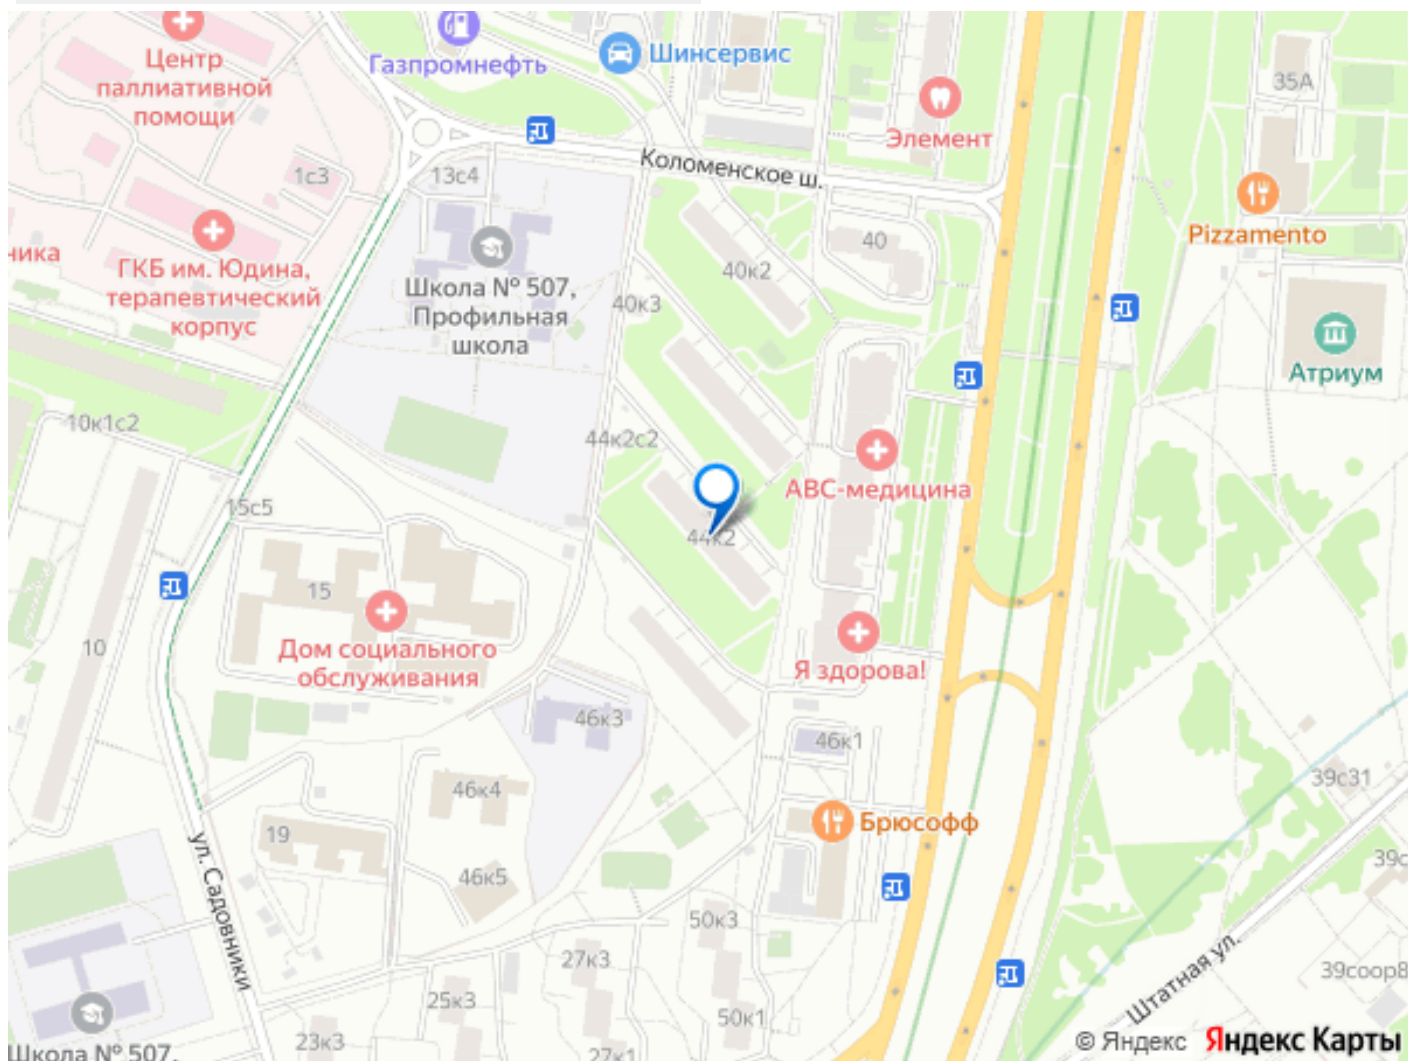 Центр
паллиативной
помощи
Газпромнефть
Шинсервис
35А
Элемент
Коломенское ш.
1с3
13с4
Pizzamento
40
чика
ГКБ им. Юдина,
терапевтический
корпус
40к2
Школа № 507,
Профильная
школа
40к3
Атриум
10к1с2
44к2с2
АВС-медицина
15с5
44к2
15
10
Дом социального
обслуживания
Я здорова!
46к3
46к1
39с31
46к4
Брюсофф
19
ул. Садовники
46к5
39с
50к3
27к3
Штатная ул.
39соор8
25к3
50к1
23к3
27к1
Школа № 507,
© Яндекс Яндекс Карты